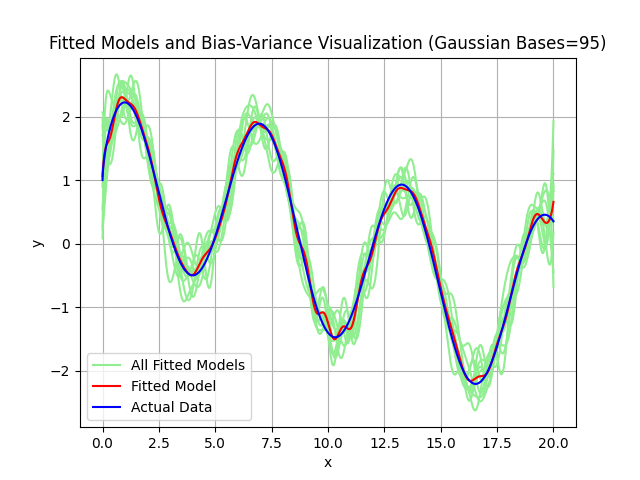 Fitted Models and Bias-Variance Visualization (Gaussian Bases=95)
y
2
1
0
−1
−2
All Fitted Models
Fitted Model
Actual Data
0.0 2.5 5.0 7.5 10.0 12.5 15.0 17.5 20.0
x